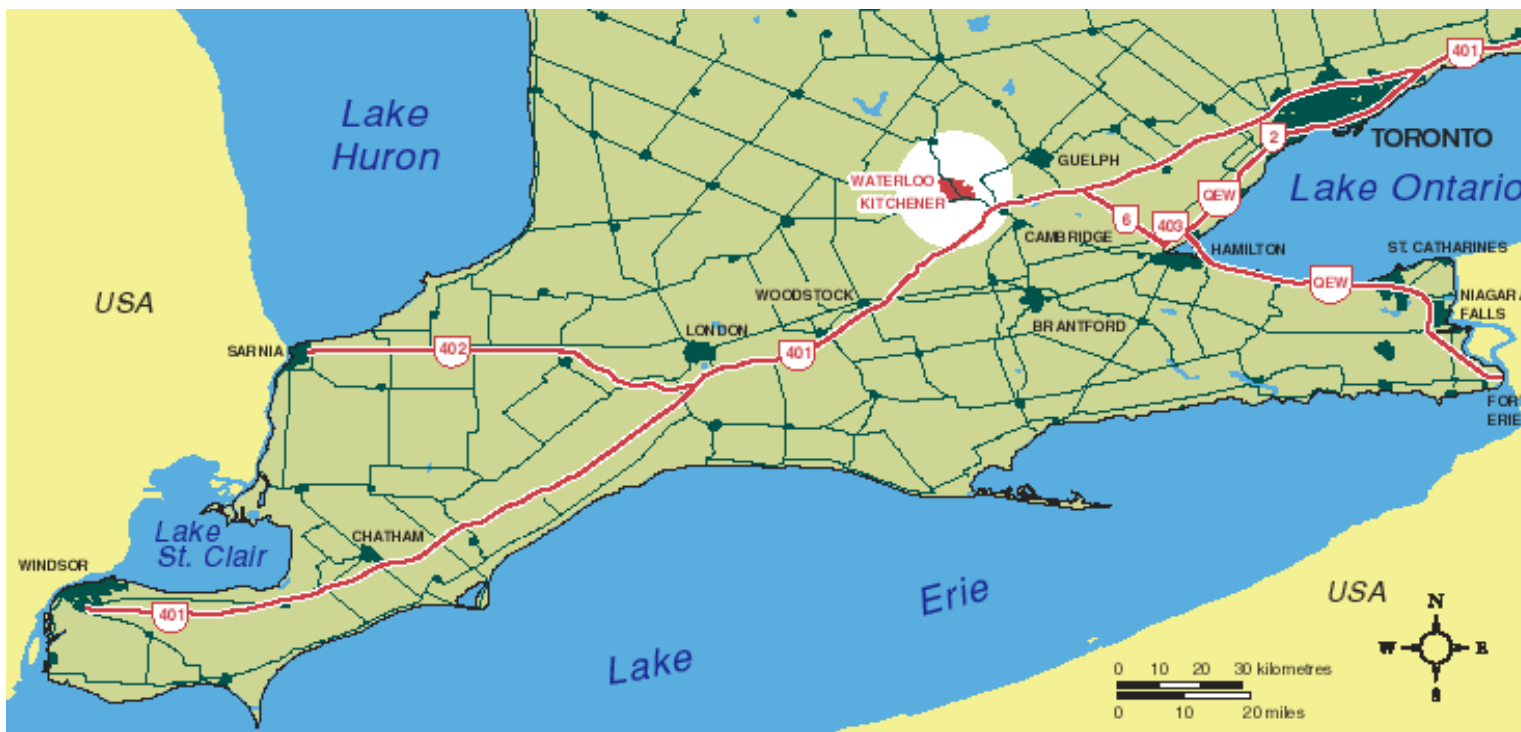 401
Lake
Huron
2
TORONTO
GUELPH
WATERLOO
KITCHENER
QEW
Lake Ontario
6
403
CAMBRIDGE
HAMILTON
ST. CATHARINES
USA
WOODSTOCK
QEW
NIAGARA
FALLS
LONDON
BRANTFORD
SARNIA
402
401
FOR
ERIE
Lake
St. Clair
CHATHAM
WINDSOR
401
Erie
USA
N
W E
S
Lake
0 10 20 30 kilometres
0 10 20 miles